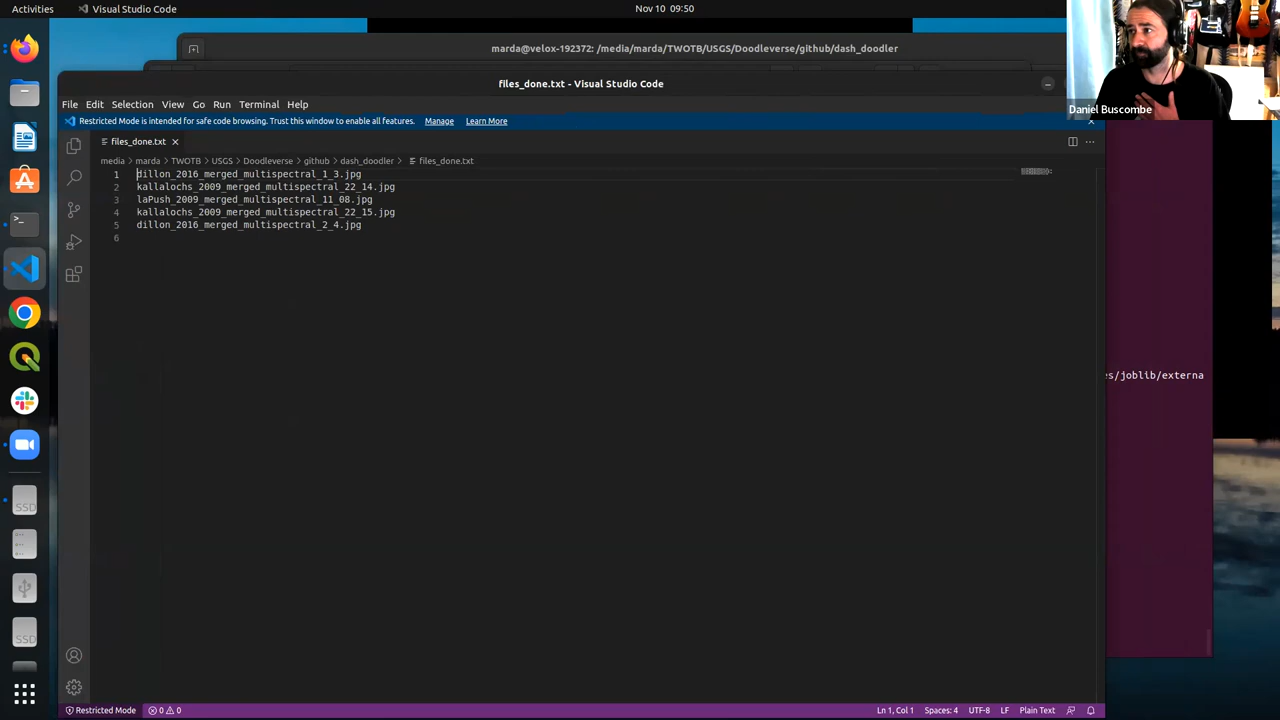 Activities
Visual Studio Code
Nov 10 09:50
marda@velox-192372: /media/marda/TWOTB/USGS/Doodleverse/github/dash_doodler
files_done.txt - Visual Studio Code
Daniel Buscombe
File Edit Selection View Go Run Terminal Help
Restricted Mode is intended for safe code browsing. Trust this window to enable all features. Manage Learn More
files_done.txt
media > marda > TWOTB > USGS > Doodleverse > github > dash_doodler > files_done.txt
1 dillon_2016_merged_multispectral_1_3.jpg
2 kallalochs_2009_merged_multispectral_22_14.jpg
3 laPush_2009_merged_multispectral_11_08.jpg
4 kallalochs_2009_merged_multispectral_22_15.jpg
5 dillon_2016_merged_multispectral_2_4.jpg
6
es/joblib/externa
SSD
SSD
Restricted Mode 0 0 Ln 1, Col 1 Spaces: 4 UTF-8 LF Plain Text